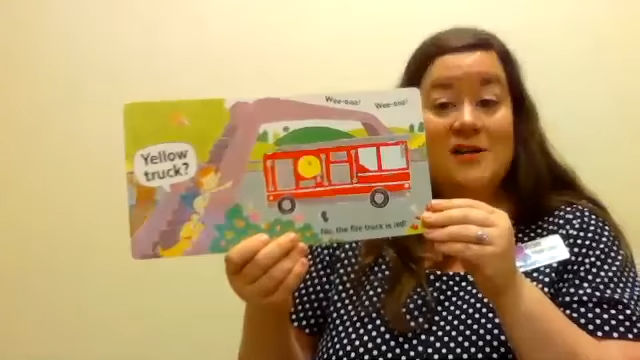 Wee-ooo! Wee-ooo!
Yellow
truck?
No, the fire truck is red!